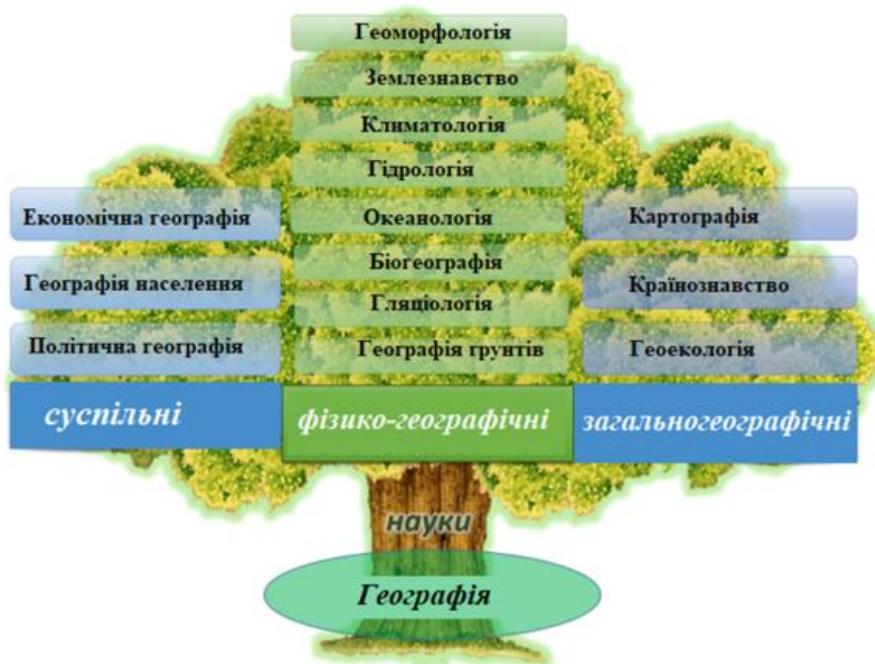 Геоморфологія
Землезнавство
Климатологія
Гідрологія
Океанологія
Біогеографія
Гляціологія
Географія грунтів
Економічна географія
Географія населення
Політична географія
Картографія
Країнознавство
Геоекологія
суспільні
фізико-географічні
загальногеографічні
науки
Географія